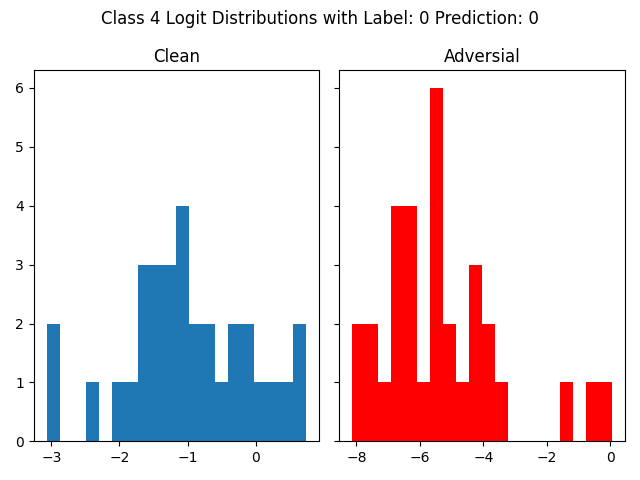 Class 4 Logit Distributions with Label: 0 Prediction: 0
Clean
Adversial
6
5
4
3
2
1
0
−3 −2 −1 0
−8 −6 −4 −2 0